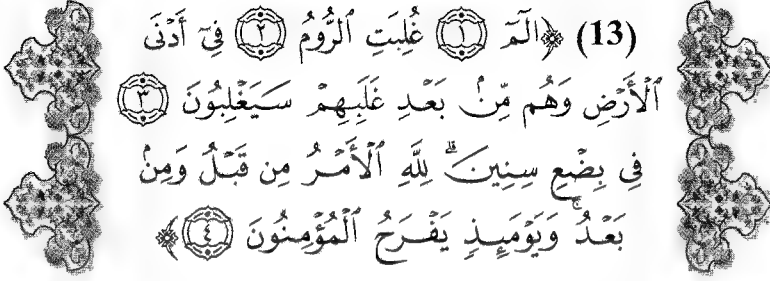 (13) ﴿الٓمٓ ۝١ غُلِبَتِ ٱلرُّومُ ۝٢ فِىٓ أَدْنَى
ٱلْأَرْضِ وَهُم مِّنۢ بَعْدِ غَلَبِهِمْ سَيَغْلِبُونَ ۝٣
فِى بِضْعِ سِنِينَ ۗ لِلَّهِ ٱلْأَمْرُ مِن قَبْلُ وَمِنۢ
بَعْدُ ۚ وَيَوْمَئِذٍ يَفْرَحُ ٱلْمُؤْمِنُونَ ۝٤﴾